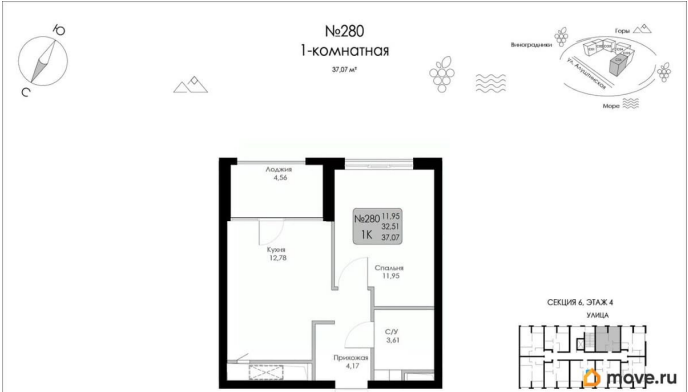 Ю
С
№280
1-комнатная
37,07 м²
Горы
Виноградники
ул. Алуштинская
Море
Лоджия
4,56
№280 11,95
32,51
1К 37,07
Кухня
12,78
Спальня
11,95
С/У
3,61
Прихожая
4,17
СЕКЦИЯ 6, ЭТАЖ 4
УЛИЦА
move.ru